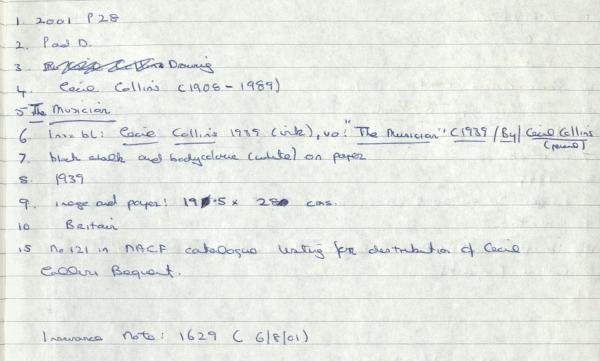 1. 2001 P28
2. Pad D.
3. Drawing
4. Cecil Collins (1908 - 1989)
5 The Musician
6. Inscr bl: Cecil Collins 1939 (ink), vo: "The Musician" (1939 / By / Cecil Collins (pencil)
7. black chalk and bodycolour (white) on paper
8. 1939
9. image and paper: 19.5 x 28 cms.
10 Britain
15 No 121 in NACF catalogue listing for distribution of Cecil
Collins Bequest.
Insurance Note: 1629 ( 6/8/01)